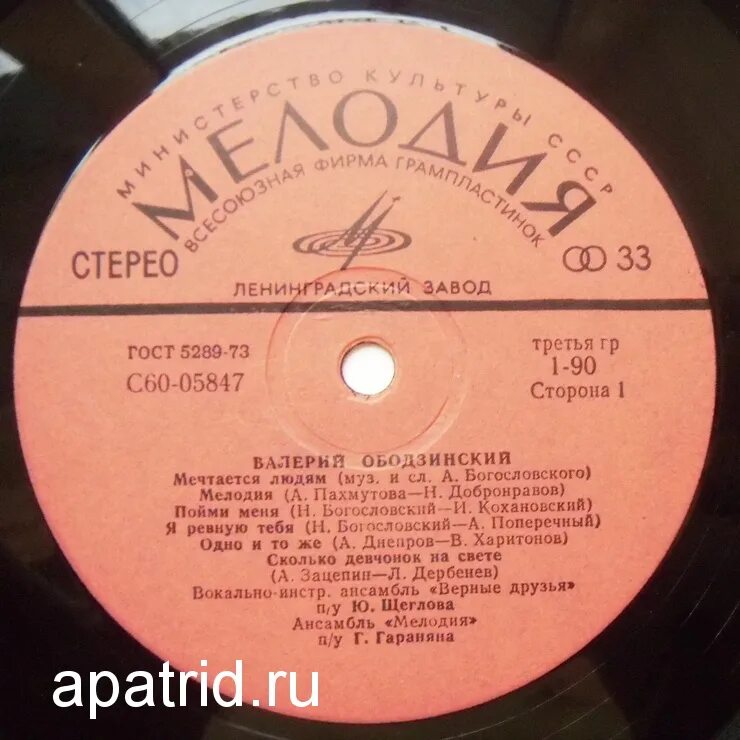 МИНИСТЕРСТВО КУЛЬТУРЫ СССР
МЕЛОДИЯ
ВСЕСОЮЗНАЯ ФИРМА ГРАМПЛАСТИНОК
СТЕРЕО
33
ЛЕНИНГРАДСКИЙ ЗАВОД
ГОСТ 5289-73
С60-05847
третья гр
1-90
Сторона 1
ВАЛЕРИЙ ОБОДЗИНСКИЙ
Мечтается людям (муз. и сл. А. Богословского)
Мелодия (А. Пахмутова—Н. Добронравов)
Пойми меня (Н. Богословский—И. Кохановский)
Я ревную тебя (Н. Богословский—А. Поперечный)
Одно и то же (А. Днепров—В. Харитонов)
Сколько девчонок на свете
(А. Зацепин—Л. Дербенев)
Вокально-инстр. ансамбль «Верные друзья»
п/у Ю. Щеглова
Ансамбль «Мелодия»
п/у Г. Гараняна
apatrid.ru